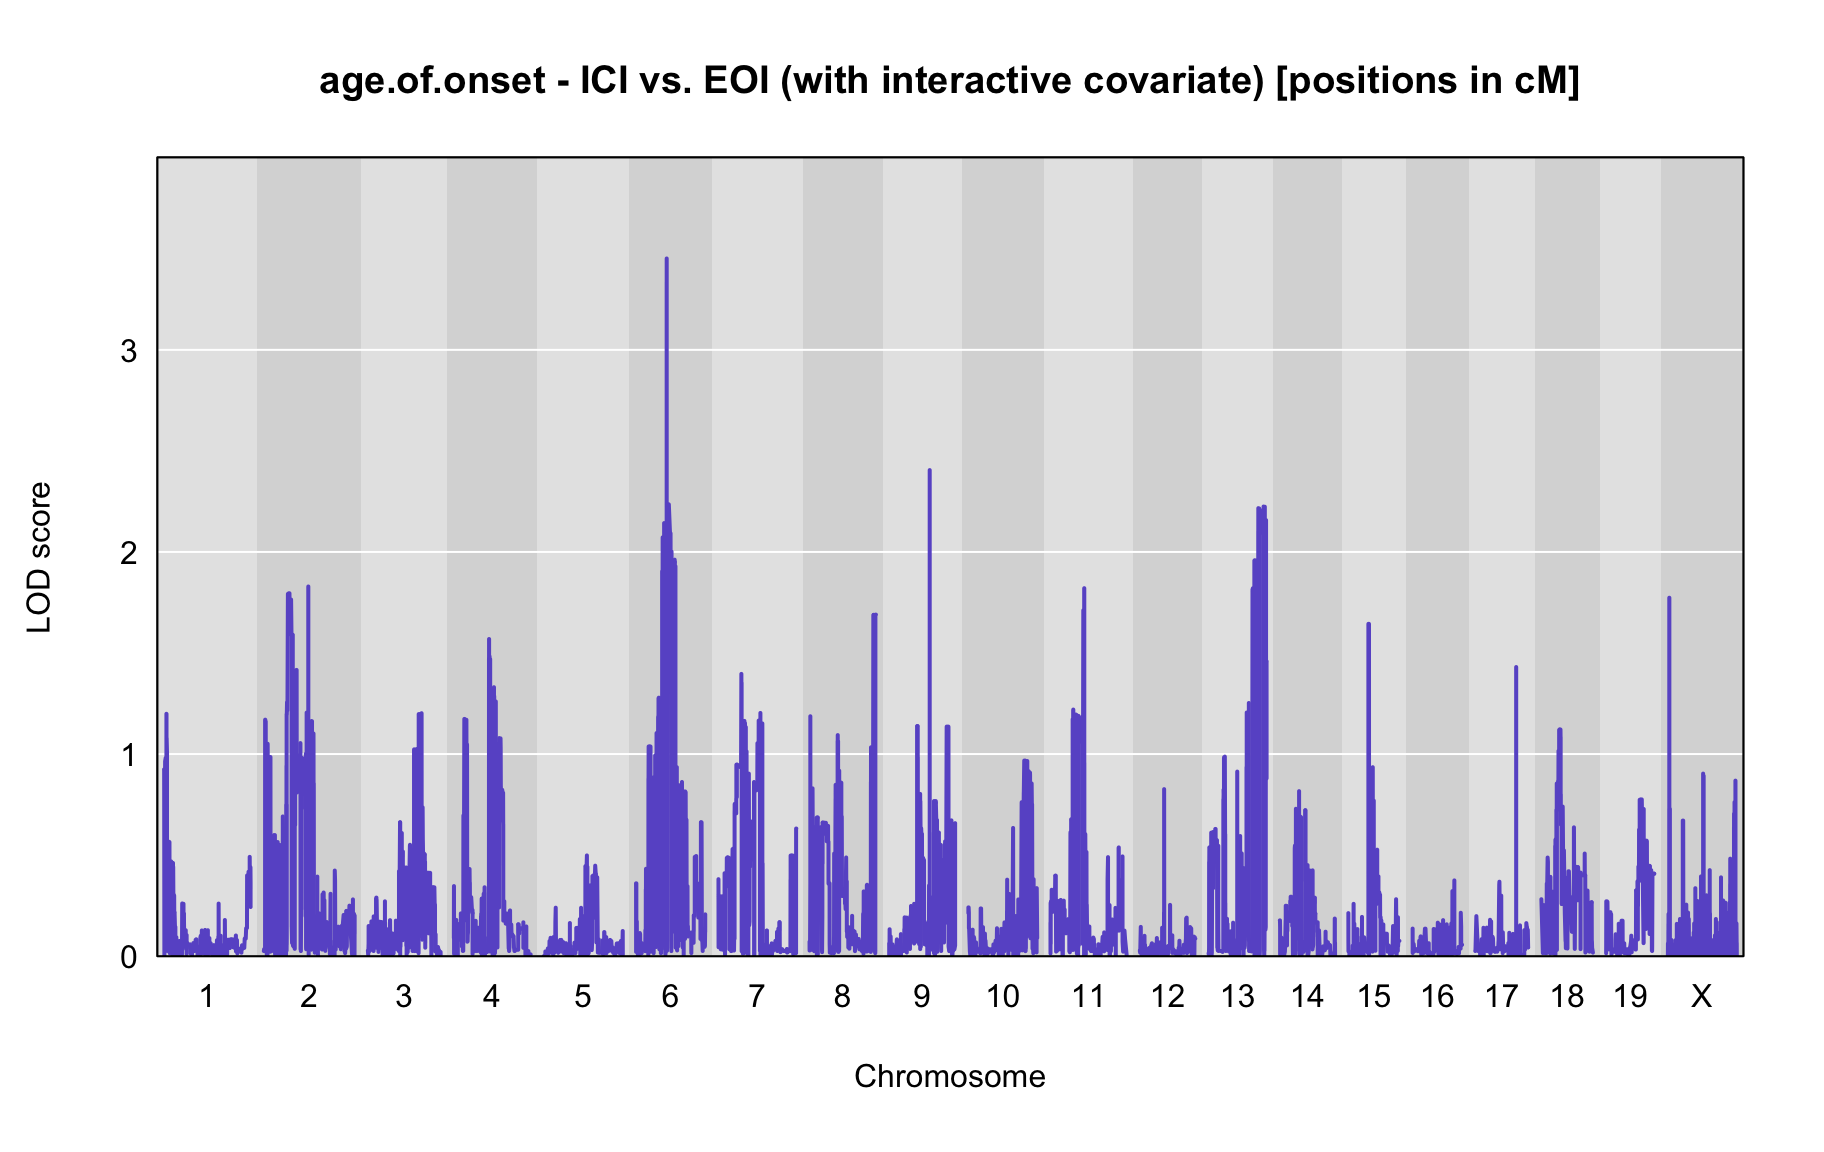 age.of.onset - ICI vs. EOI (with interactive covariate) [positions in cM]
LOD score
3
2
1
0
1 2 3 4 5 6 7 8 9 10 11 12 13 14 15 16 17 18 19 X
Chromosome